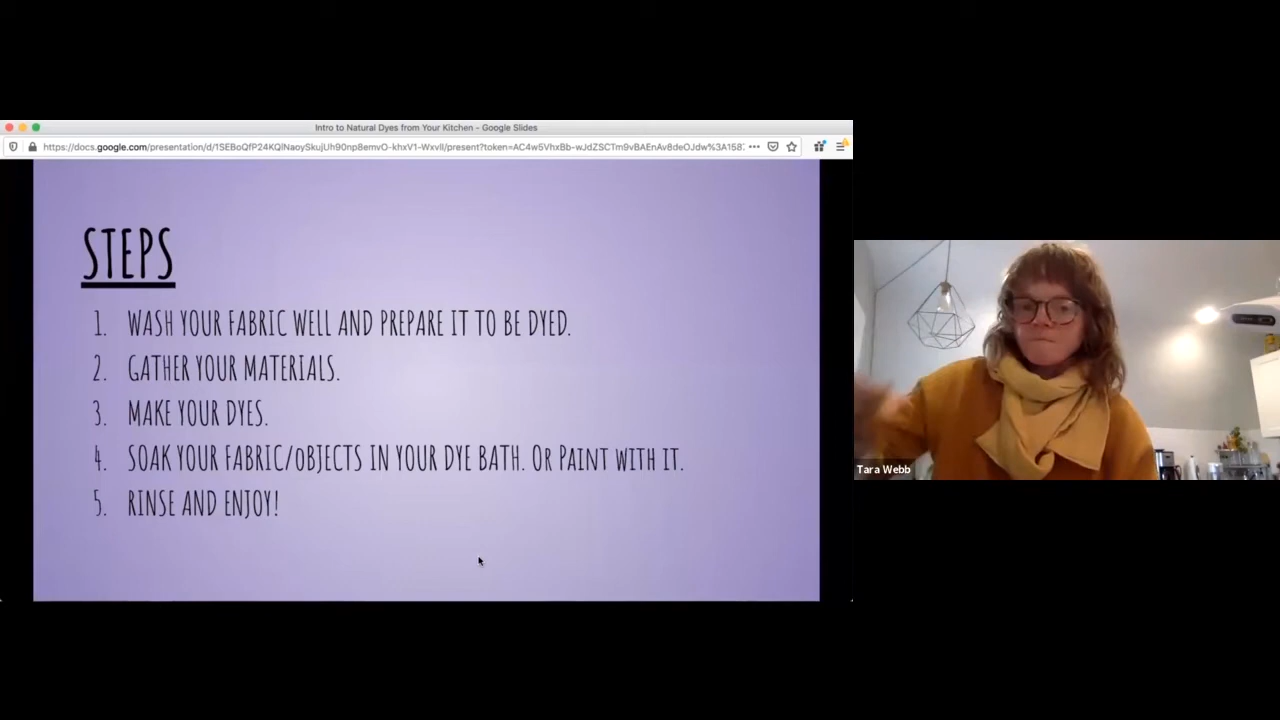 Intro to Natural Dyes from Your Kitchen - Google Slides
STEPS
1. WASH YOUR FABRIC WELL AND PREPARE IT TO BE DYED.
2. GATHER YOUR MATERIALS.
3. MAKE YOUR DYES.
4. SOAK YOUR FABRIC/OBJECTS IN YOUR DYE BATH. OR PAINT WITH IT.
5. RINSE AND ENJOY!
Tara Webb